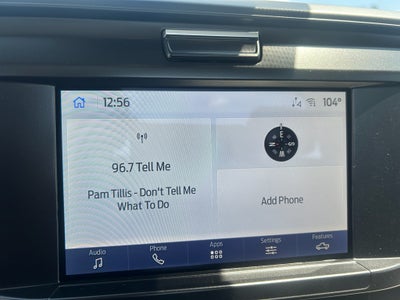 12:56
104°
96.7 Tell Me
Pam Tillis - Don't Tell Me
What To Do
E
N S
W
Add Phone
Audio
Phone
Apps
Settings
Features